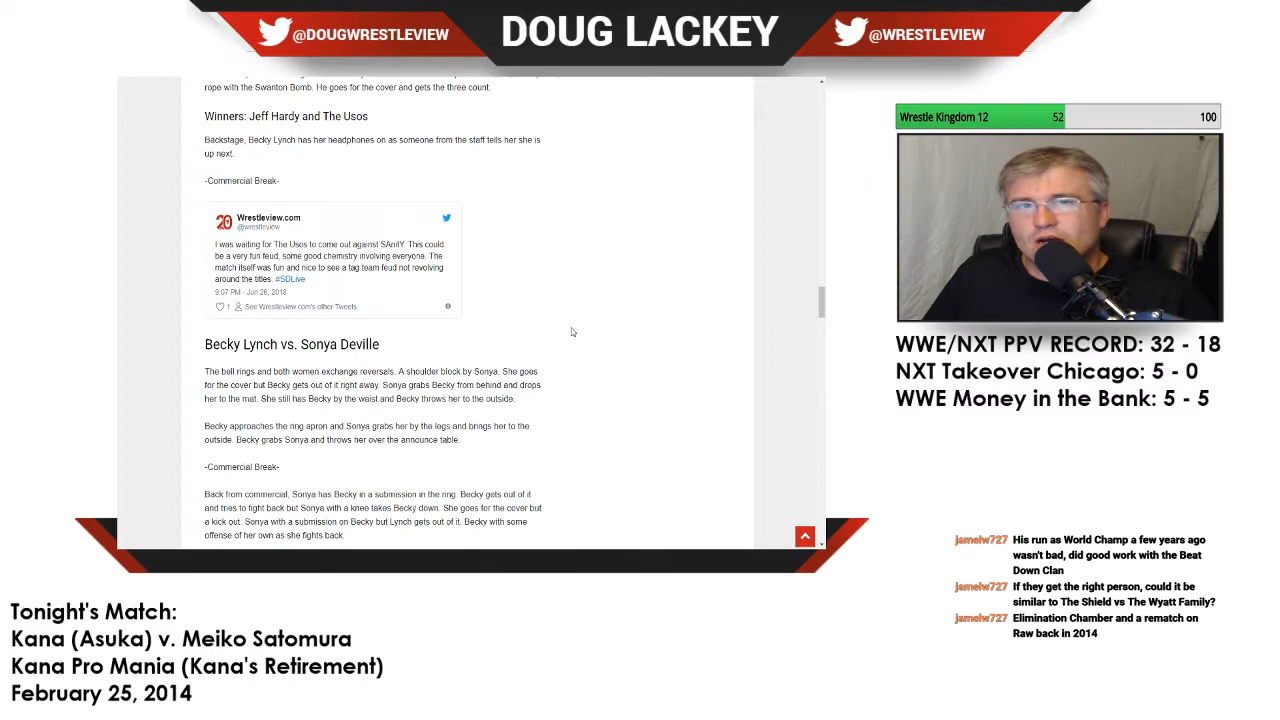 @DOUGWRESTLEVIEW
DOUG LACKEY
@WRESTLEVIEW
rope with the Swanton Bomb. He goes for the cover and gets the three count.
Winners: Jeff Hardy and The Usos
Backstage, Becky Lynch has her headphones on as someone from the staff tells her she is
up next.
-Commercial Break-
20
Wrestleview.com
@wrestleview
I was waiting for The Usos to come out against SAnitY. This could
be a very fun feud, some good chemistry involving everyone. The
match itself was fun and nice to see a tag team feud not revolving
around the titles. #SDLive
9:07 PM - Jun 26, 2018
1 See Wrestleview.com's other Tweets
Becky Lynch vs. Sonya Deville
The bell rings and both women exchange reversals. A shoulder block by Sonya. She goes
for the cover but Becky gets out of it right away. Sonya grabs Becky from behind and drops
her to the mat. She still has Becky by the waist and Becky throws her to the outside.
Becky approaches the ring apron and Sonya grabs her by the legs and brings her to the
outside. Becky grabs Sonya and throws her over the announce table.
-Commercial Break-
Back from commercial, Sonya has Becky in a submission in the ring. Becky gets out of it
and tries to fight back but Sonya with a knee takes Becky down. She goes for the cover but
a kick out. Sonya with a submission on Becky but Lynch gets out of it. Becky with some
offense of her own as she fights back.
Wrestle Kingdom 12 52 100
WWE/NXT PPV RECORD: 32 - 18
NXT Takeover Chicago: 5 - 0
WWE Money in the Bank: 5 - 5
jamelw727 His run as World Champ a few years ago
wasn't bad, did good work with the Beat
Down Clan
jamelw727 If they get the right person, could it be
similar to The Shield vs The Wyatt Family?
jamelw727 Elimination Chamber and a rematch on
Raw back in 2014
Tonight's Match:
Kana (Asuka) v. Meiko Satomura
Kana Pro Mania (Kana's Retirement)
February 25, 2014